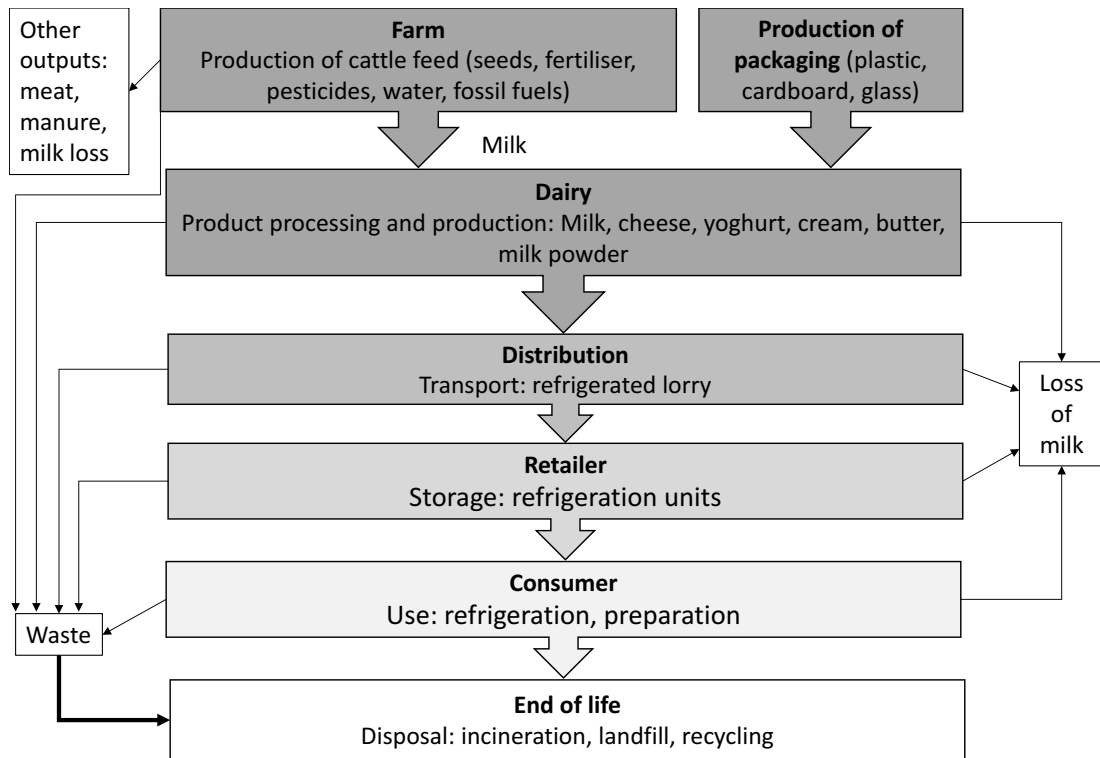 Other
outputs:
meat,
manure,
milk loss
Farm
Production of cattle feed (seeds, fertiliser,
pesticides, water, fossil fuels)
Production of
packaging (plastic,
cardboard, glass)
Milk
Dairy
Product processing and production: Milk, cheese, yoghurt, cream, butter,
milk powder
Distribution
Transport: refrigerated lorry
Loss
of
milk
Retailer
Storage: refrigeration units
Consumer
Use: refrigeration, preparation
Waste
End of life
Disposal: incineration, landfill, recycling